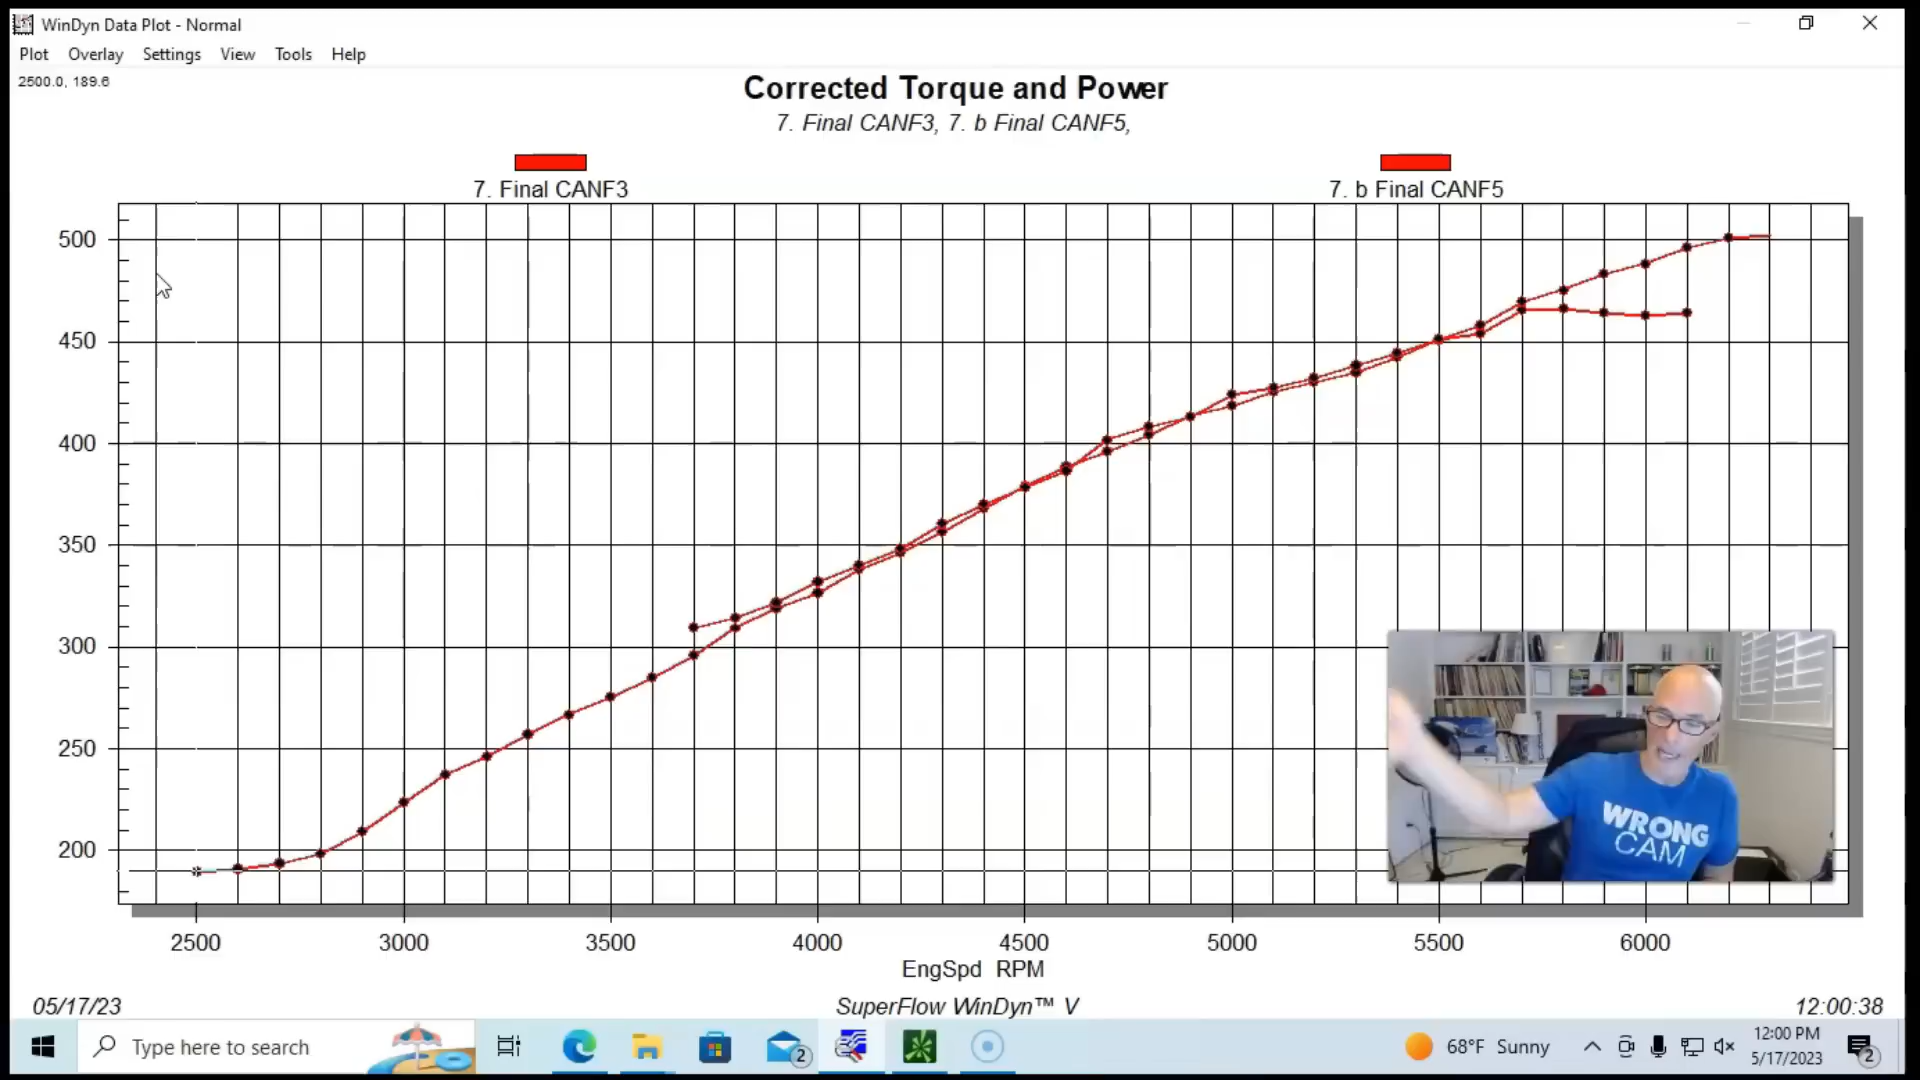 WinDyn Data Plot - Normal
Plot Overlay Settings View Tools Help
2500.0, 189.6
Corrected Torque and Power
7. Final CANF3, 7. b Final CANF5,
7. Final CANF3
7. b Final CANF5
500
450
400
350
300
250
200
2500 3000 3500 4000 4500 5000 5500 6000
EngSpd RPM
WRONG
CAM
05/17/23
SuperFlow WinDyn™ V
12:00:38
Type here to search
2
68°F Sunny
12:00 PM
5/17/2023
2